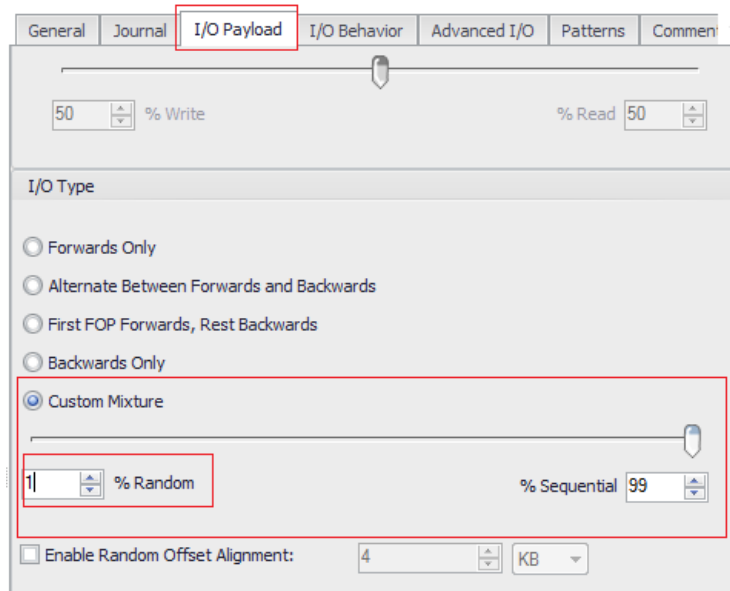 General Journal I/O Payload I/O Behavior Advanced I/O Patterns Commen
50 % Write % Read 50
I/O Type
Forwards Only
Alternate Between Forwards and Backwards
First FOP Forwards, Rest Backwards
Backwards Only
Custom Mixture
1 % Random % Sequential 99
Enable Random Offset Alignment: 4 KB